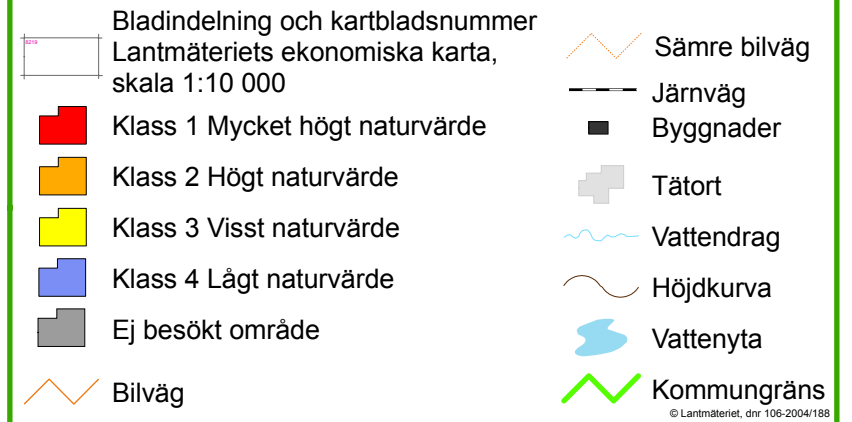 8219
Bladindelning och kartbladsnummer
Lantmäteriets ekonomiska karta,
skala 1:10 000
Klass 1 Mycket högt naturvärde
Klass 2 Högt naturvärde
Klass 3 Visst naturvärde
Klass 4 Lågt naturvärde
Ej besökt område
Bilväg
Sämre bilväg
Järnväg
Byggnader
Tätort
Vattendrag
Höjdkurva
Vattenyta
Kommungräns
© Lantmäteriet, dnr 106-2004/188